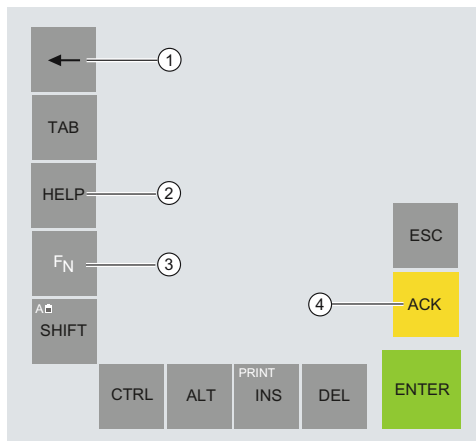 ①
TAB
HELP
②
FN
③
A
SHIFT
ESC
④
ACK
CTRL
ALT
PRINT
INS
DEL
ENTER